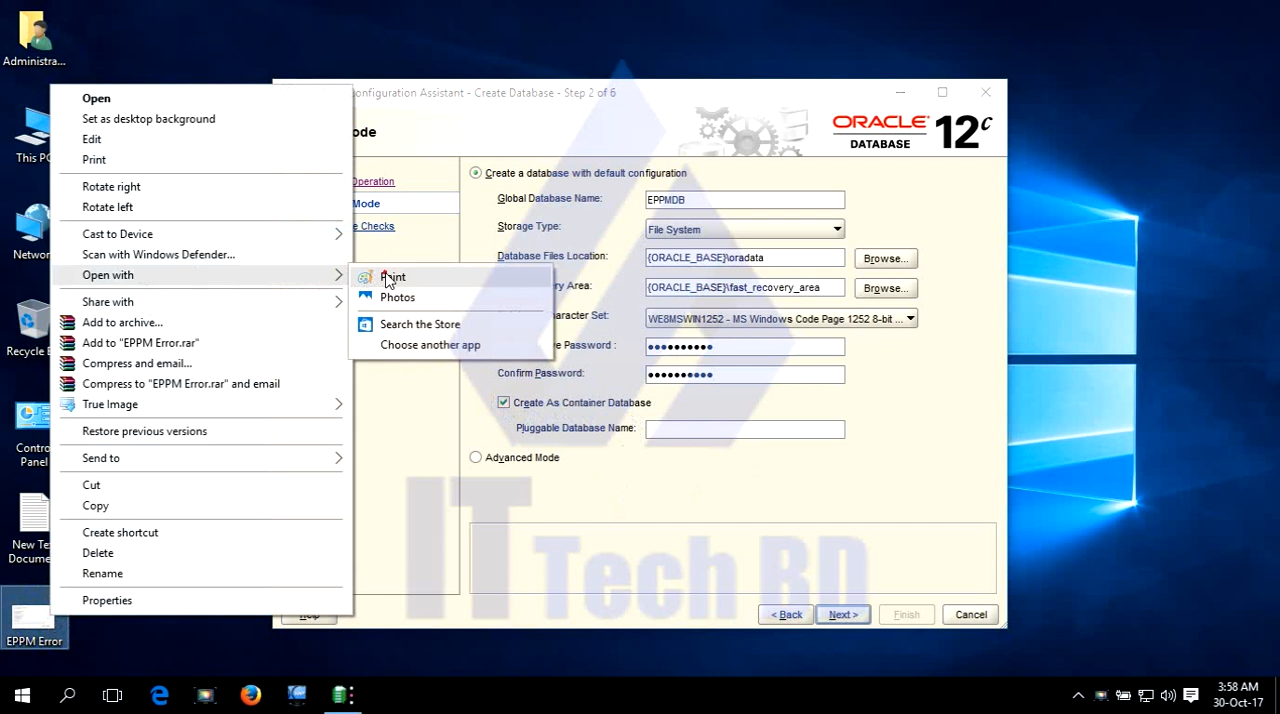 Administra...
This PC
Networ
Recycle B
Contro
Panel
New Tex
Docume
EPPM Error
Open
Set as desktop background
Edit
Print
Rotate right
Rotate left
Cast to Device
Scan with Windows Defender...
Open with
Share with
Add to archive...
Add to "EPPM Error.rar"
Compress and email...
Compress to "EPPM Error.rar" and email
True Image
Restore previous versions
Send to
Cut
Copy
Create shortcut
Delete
Rename
Properties
Photos
Search the Store
Choose another app
onfiguration Assistant - Create Database - Step 2 of 6
ode
ORACLE
DATABASE
12c
Operation
Mode
e Checks
Create a database with default configuration
Global Database Name: EPPMDB
Storage Type: File System
Database Files Location: {ORACLE_BASE}\oradata Browse...
ry Area: {ORACLE_BASE}\fast_recovery_area Browse...
aracter Set: WE8MSWIN1252 - MS Windows Code Page 1252 8-bit ...
e Password :
Confirm Password:
Create As Container Database
Pluggable Database Name:
Advanced Mode
IT
Tech BD
Help
< Back
Next >
Finish
Cancel
3:58 AM
30-Oct-17